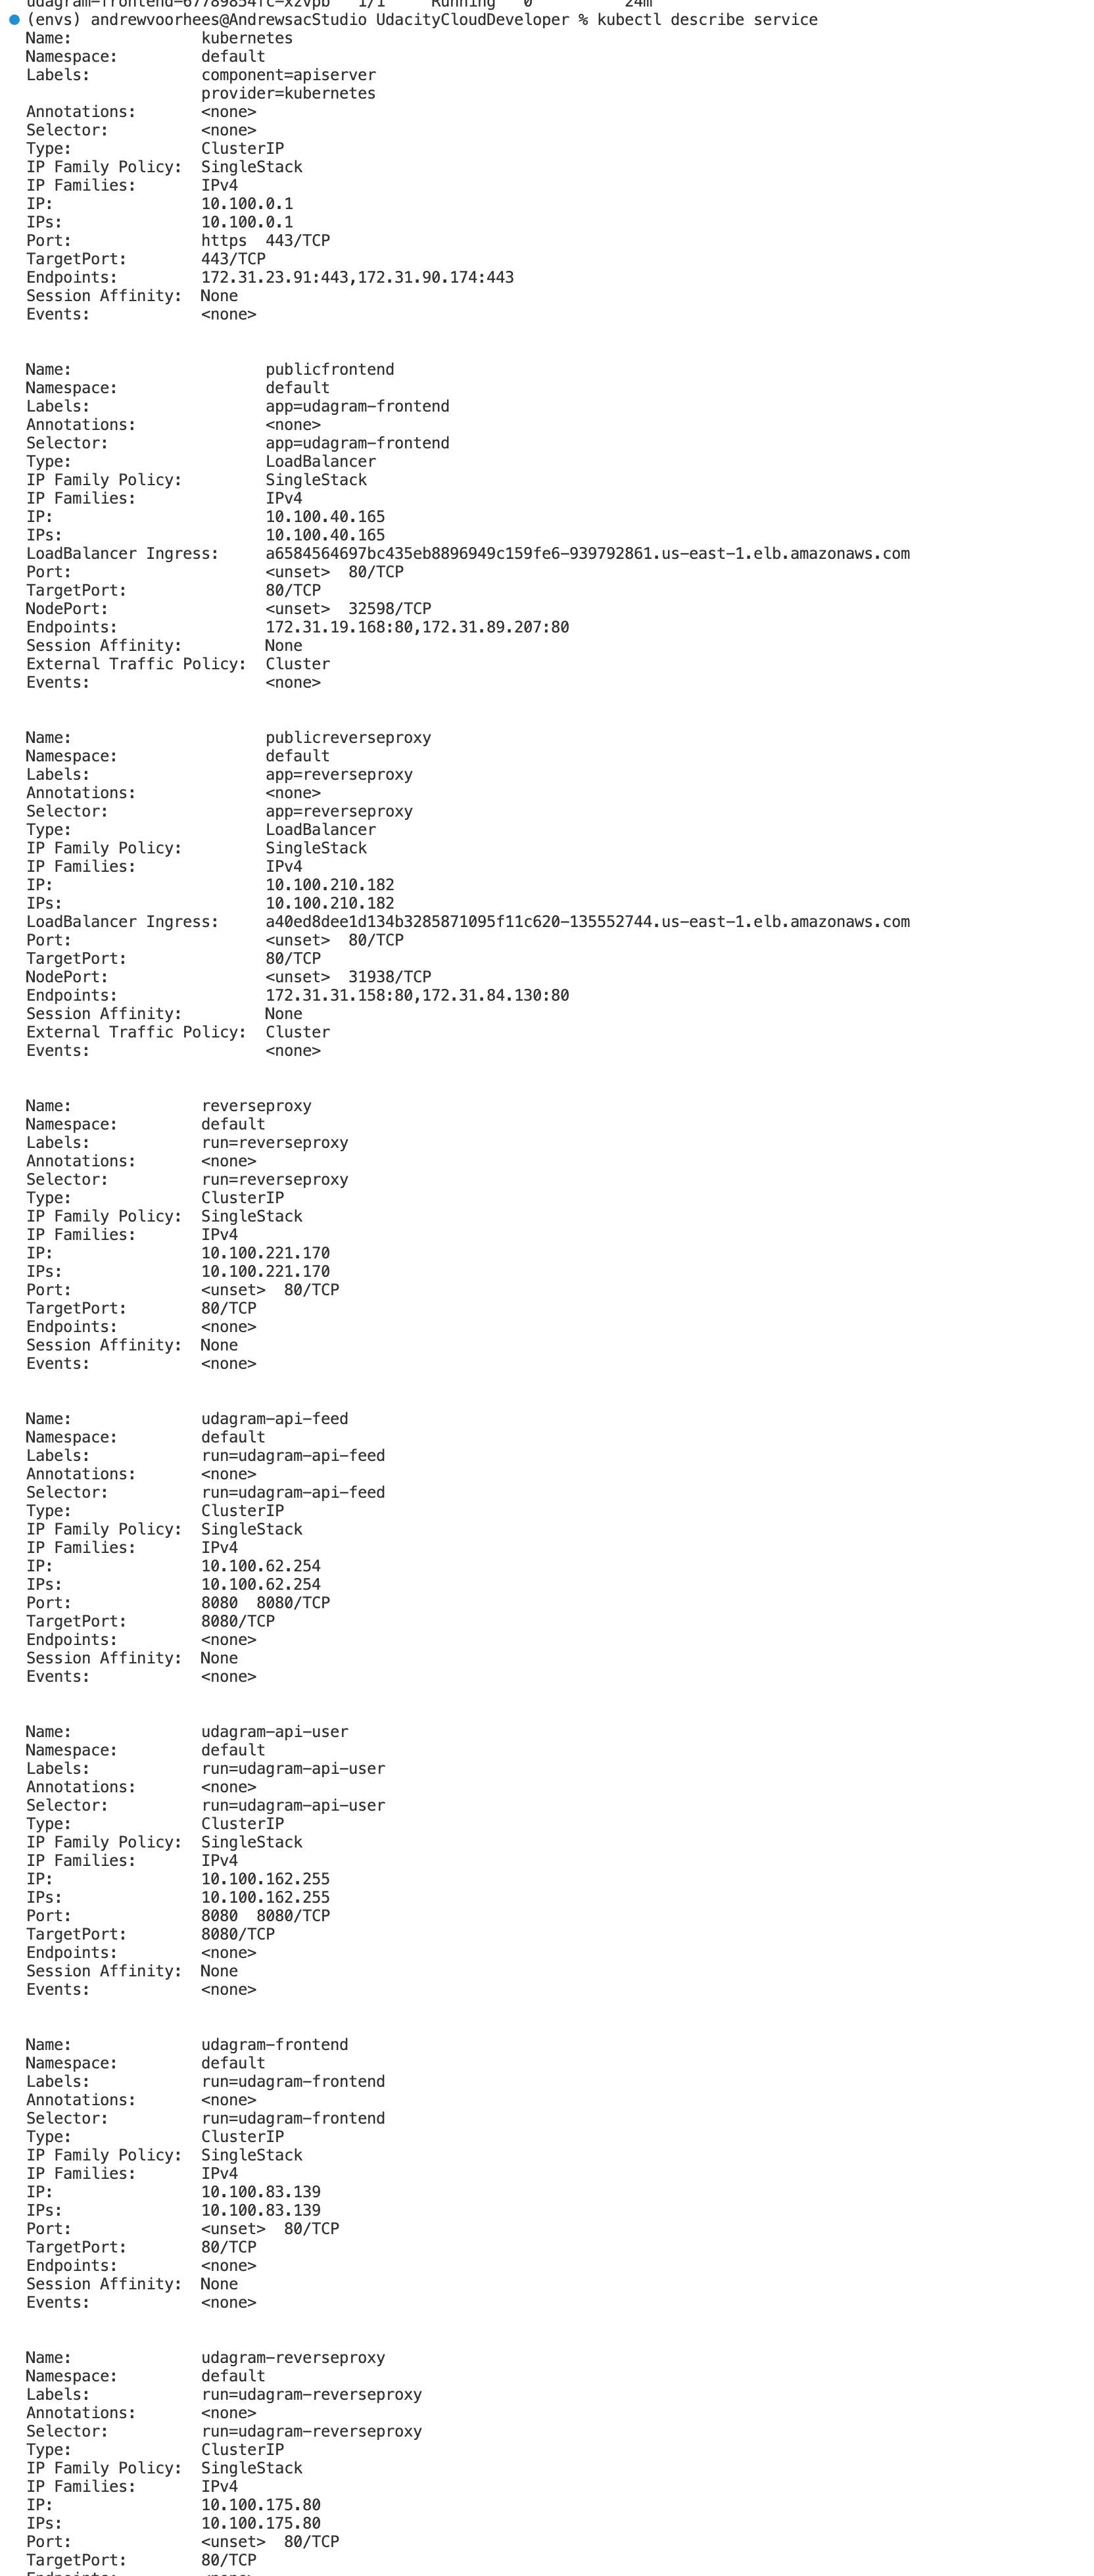 udagram-frontend-67789854fc-xzvpb   1/1     Running   0          24m
(envs) andrewvoorhees@AndrewsacStudio UdacityCloudDeveloper % kubectl describe service
Name:              kubernetes
Namespace:         default
Labels:            component=apiserver
                   provider=kubernetes
Annotations:       <none>
Selector:          <none>
Type:              ClusterIP
IP Family Policy:  SingleStack
IP Families:       IPv4
IP:                10.100.0.1
IPs:               10.100.0.1
Port:              https  443/TCP
TargetPort:        443/TCP
Endpoints:         172.31.23.91:443,172.31.90.174:443
Session Affinity:  None
Events:            <none>
Name:                     publicfrontend
Namespace:                default
Labels:                   app=udagram-frontend
Annotations:              <none>
Selector:                 app=udagram-frontend
Type:                     LoadBalancer
IP Family Policy:         SingleStack
IP Families:              IPv4
IP:                       10.100.40.165
IPs:                      10.100.40.165
LoadBalancer Ingress:     a6584564697bc435eb8896949c159fe6-939792861.us-east-1.elb.amazonaws.com
Port:                     <unset>  80/TCP
TargetPort:               80/TCP
NodePort:                 <unset>  32598/TCP
Endpoints:                172.31.19.168:80,172.31.89.207:80
Session Affinity:         None
External Traffic Policy:  Cluster
Events:                   <none>
Name:                     publicreverseproxy
Namespace:                default
Labels:                   app=reverseproxy
Annotations:              <none>
Selector:                 app=reverseproxy
Type:                     LoadBalancer
IP Family Policy:         SingleStack
IP Families:              IPv4
IP:                       10.100.210.182
IPs:                      10.100.210.182
LoadBalancer Ingress:     a40ed8dee1d134b3285871095f11c620-135552744.us-east-1.elb.amazonaws.com
Port:                     <unset>  80/TCP
TargetPort:               80/TCP
NodePort:                 <unset>  31938/TCP
Endpoints:                172.31.31.158:80,172.31.84.130:80
Session Affinity:         None
External Traffic Policy:  Cluster
Events:                   <none>
Name:              reverseproxy
Namespace:         default
Labels:            run=reverseproxy
Annotations:       <none>
Selector:          run=reverseproxy
Type:              ClusterIP
IP Family Policy:  SingleStack
IP Families:       IPv4
IP:                10.100.221.170
IPs:               10.100.221.170
Port:              <unset>  80/TCP
TargetPort:        80/TCP
Endpoints:         <none>
Session Affinity:  None
Events:            <none>
Name:              udagram-api-feed
Namespace:         default
Labels:            run=udagram-api-feed
Annotations:       <none>
Selector:          run=udagram-api-feed
Type:              ClusterIP
IP Family Policy:  SingleStack
IP Families:       IPv4
IP:                10.100.62.254
IPs:               10.100.62.254
Port:              8080  8080/TCP
TargetPort:        8080/TCP
Endpoints:         <none>
Session Affinity:  None
Events:            <none>
Name:              udagram-api-user
Namespace:         default
Labels:            run=udagram-api-user
Annotations:       <none>
Selector:          run=udagram-api-user
Type:              ClusterIP
IP Family Policy:  SingleStack
IP Families:       IPv4
IP:                10.100.162.255
IPs:               10.100.162.255
Port:              8080  8080/TCP
TargetPort:        8080/TCP
Endpoints:         <none>
Session Affinity:  None
Events:            <none>
Name:              udagram-frontend
Namespace:         default
Labels:            run=udagram-frontend
Annotations:       <none>
Selector:          run=udagram-frontend
Type:              ClusterIP
IP Family Policy:  SingleStack
IP Families:       IPv4
IP:                10.100.83.139
IPs:               10.100.83.139
Port:              <unset>  80/TCP
TargetPort:        80/TCP
Endpoints:         <none>
Session Affinity:  None
Events:            <none>
Name:              udagram-reverseproxy
Namespace:         default
Labels:            run=udagram-reverseproxy
Annotations:       <none>
Selector:          run=udagram-reverseproxy
Type:              ClusterIP
IP Family Policy:  SingleStack
IP Families:       IPv4
IP:                10.100.175.80
IPs:               10.100.175.80
Port:              <unset>  80/TCP
TargetPort:        80/TCP